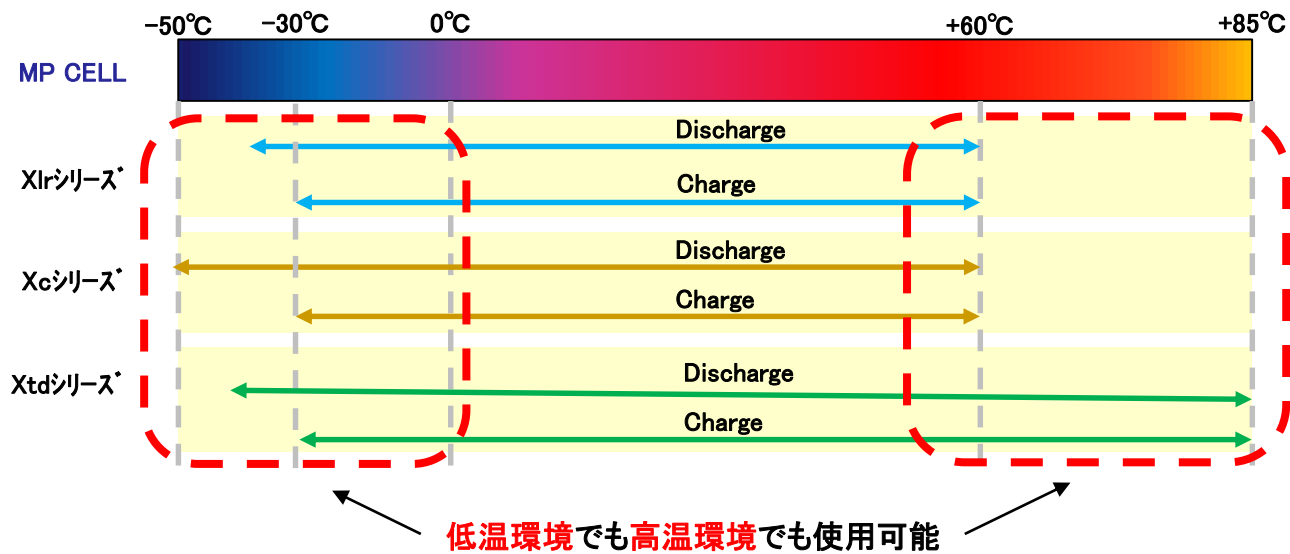 -50℃ -30℃ 0℃ +60℃ +85℃
MP CELL
Discharge
Xlrシリーズ
Charge
Discharge
Xcシリーズ
Charge
Discharge
Xtdシリーズ
Charge
低温環境でも高温環境でも使用可能